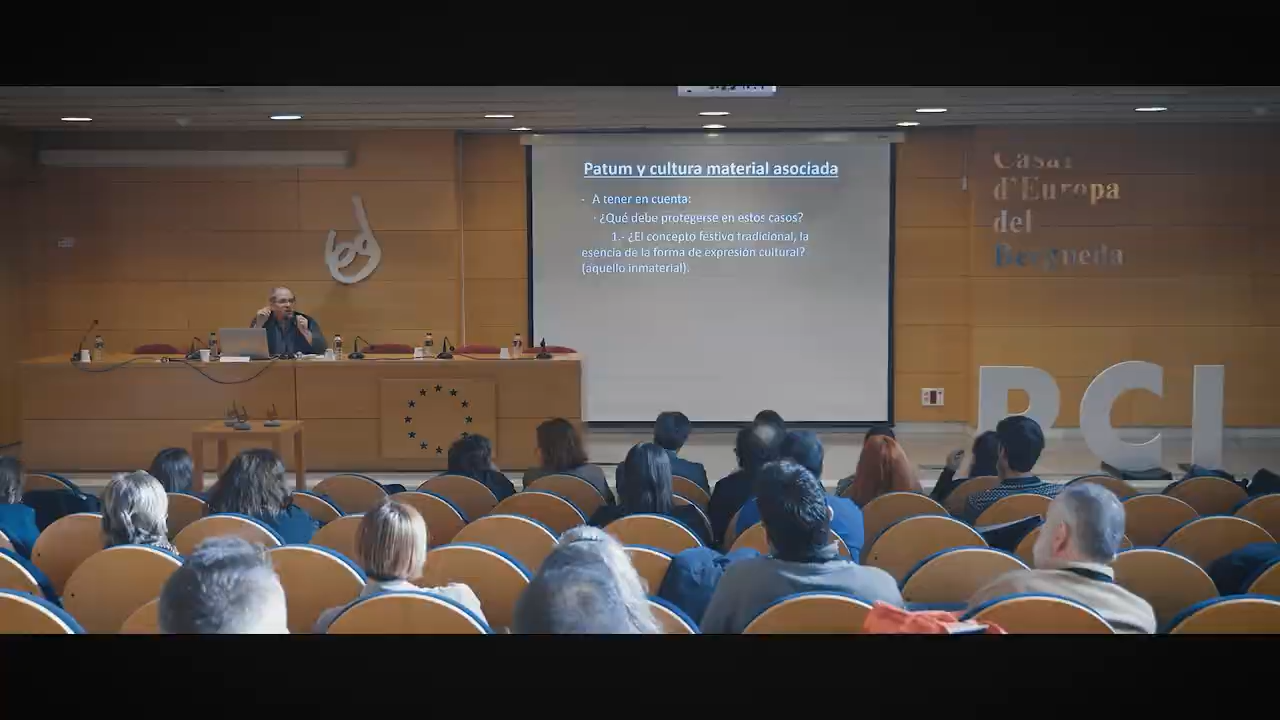 Patum y cultura material asociada
- A tener en cuenta:
- ¿Qué debe protegerse en estos casos?
1.- ¿El concepto festivo tradicional, la
esencia de la forma de expresión cultural?
(aquello inmaterial).
Casal
d'Europa
del
Berguedà
PCI